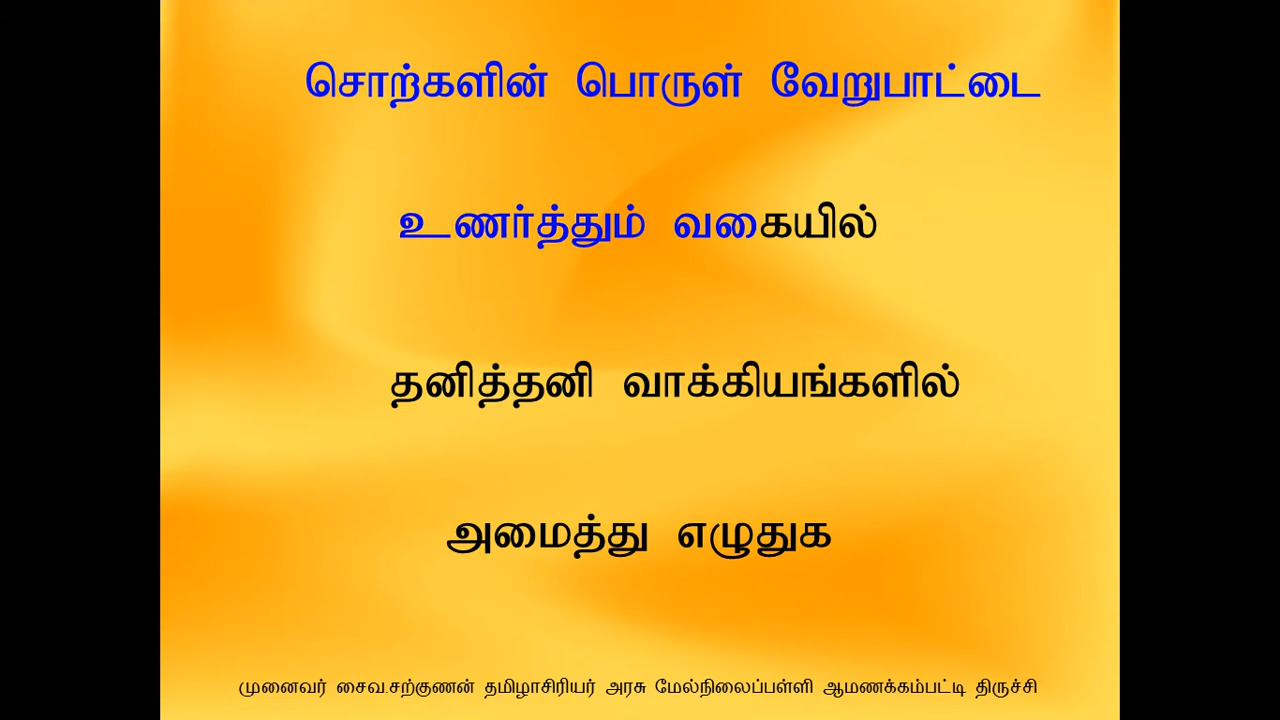 சொற்களின் பொருள் வேறுபாட்டை
உணர்த்தும் வகையில்
தனித்தனி வாக்கியங்களில்
அமைத்து எழுதுக
முனைவர் சைவ.சற்குணன் தமிழாசிரியர் அரசு மேல்நிலைப்பள்ளி ஆமணக்கம்பட்டி திருச்சி